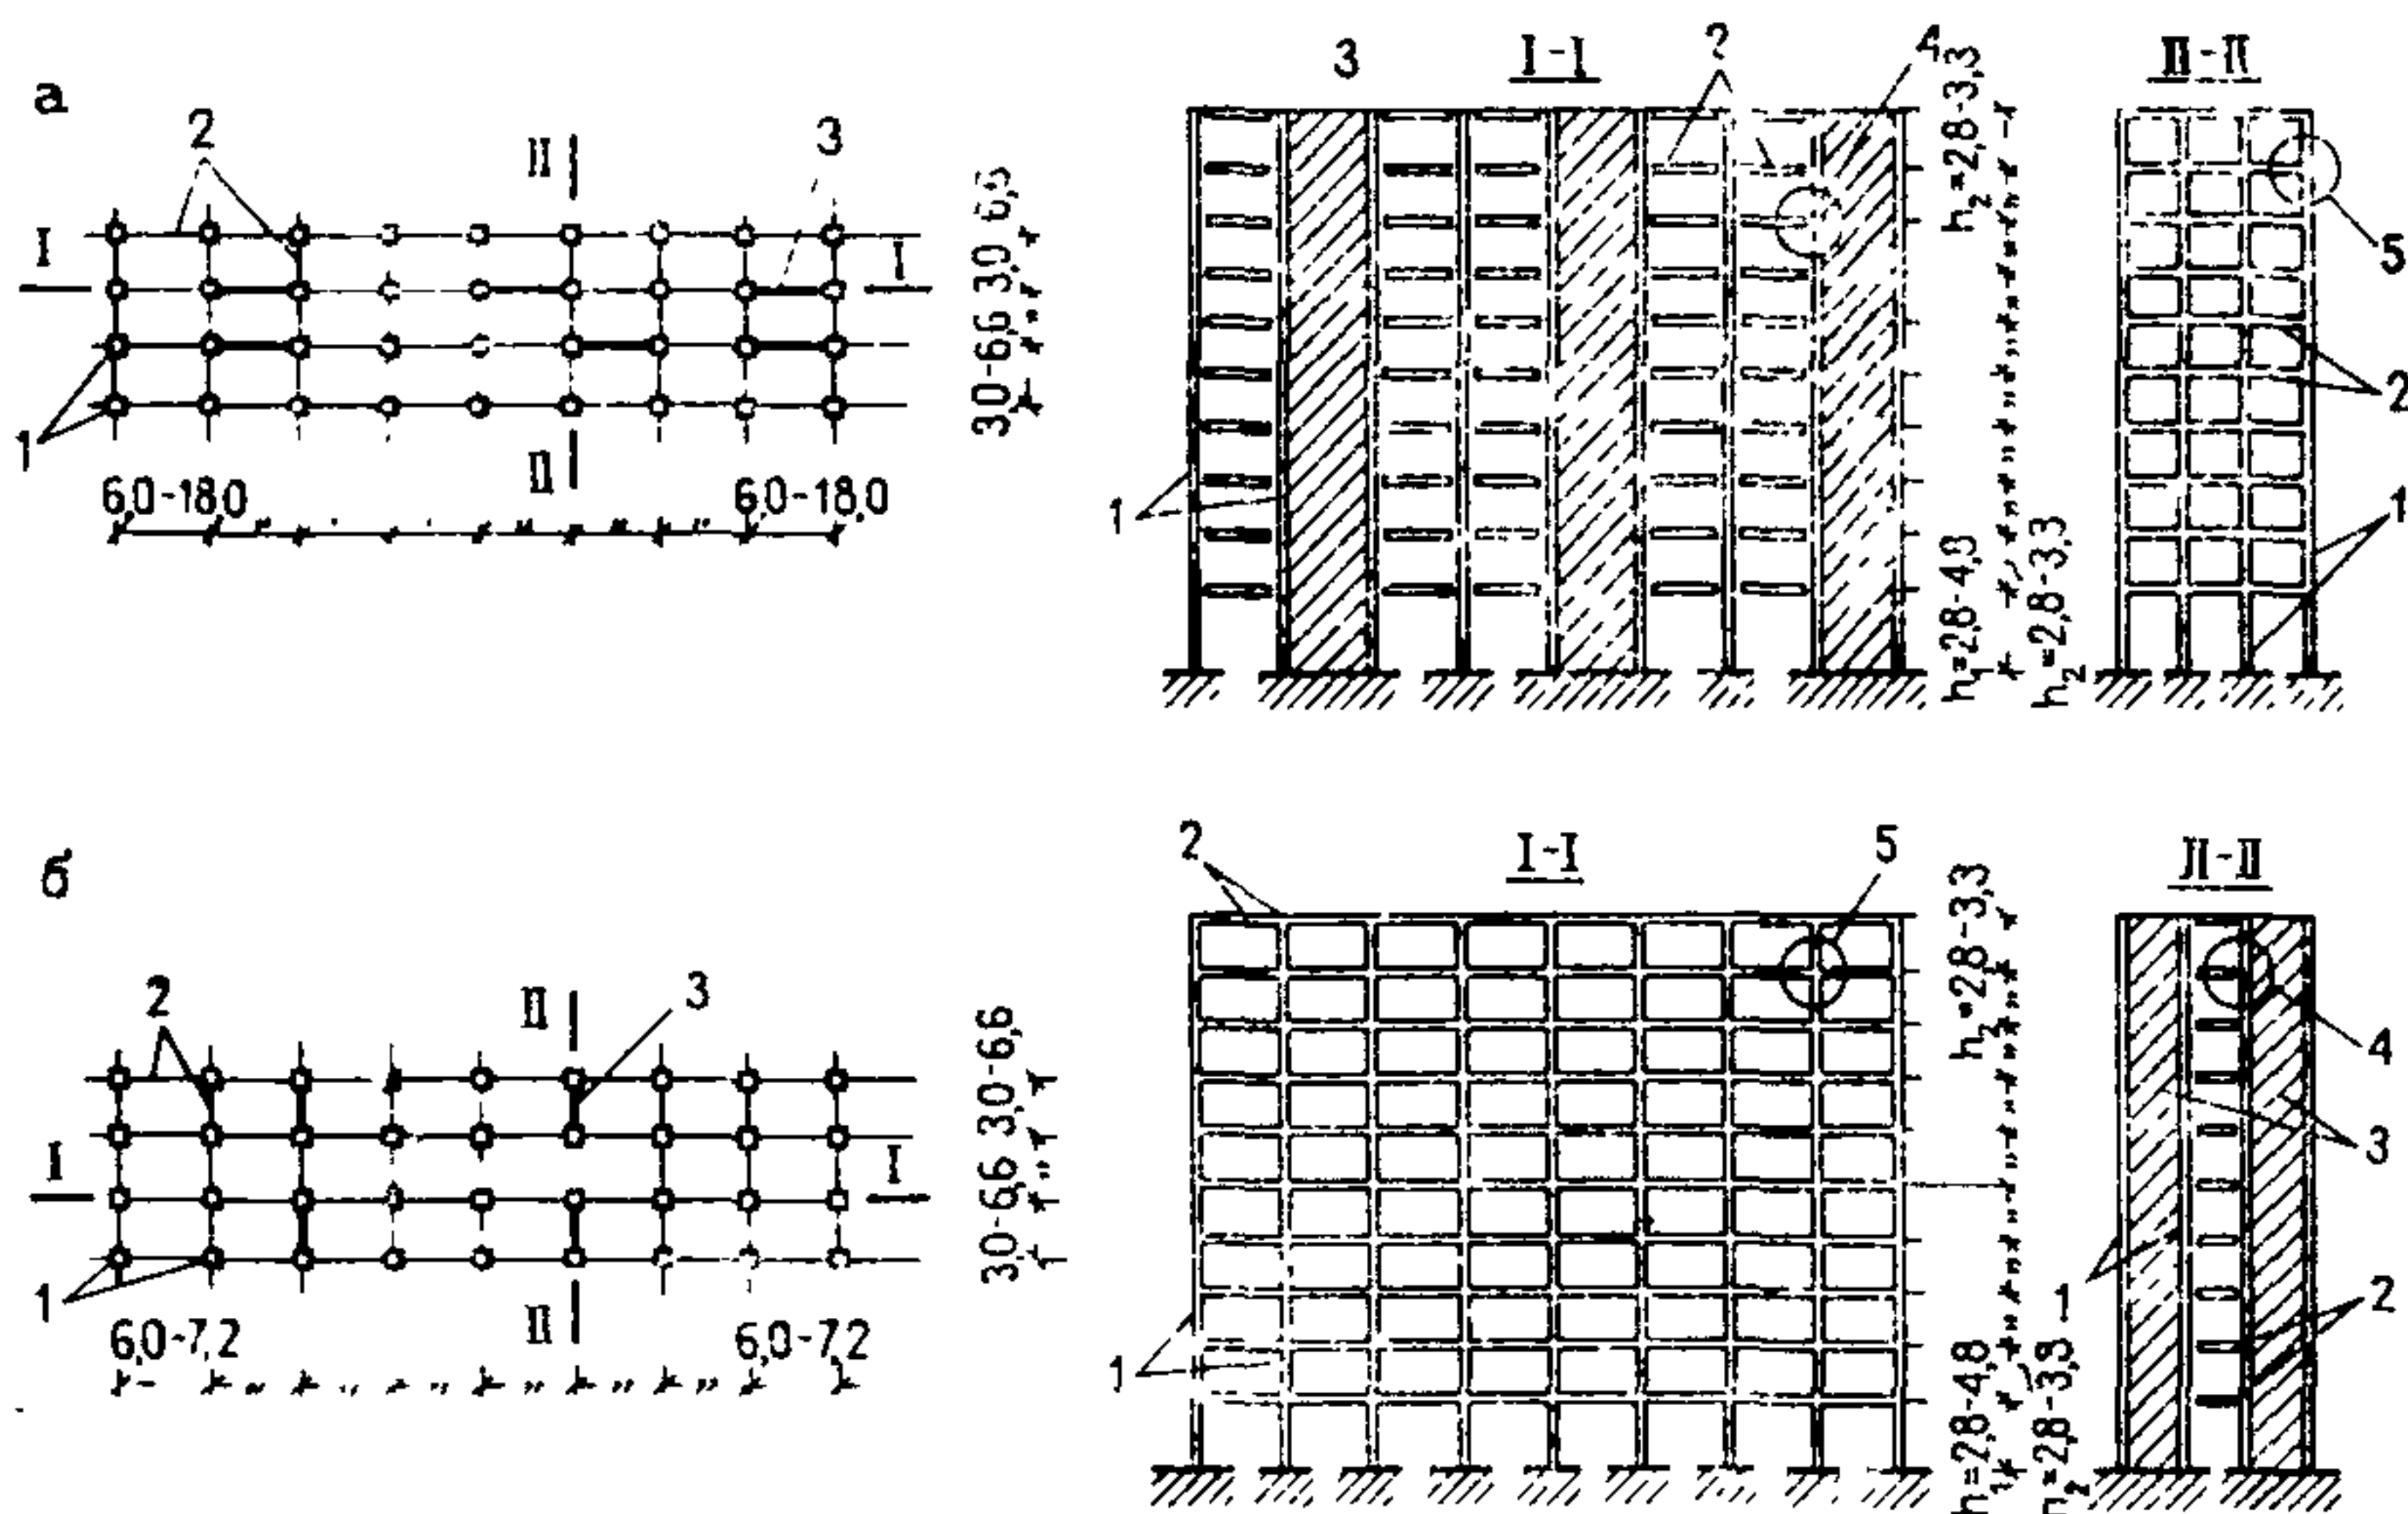 а
2
II
3
I
I
1
II
6,0-18,0
6,0-18,0
3,0-6,6 3,0-6,6
3
I-I
2
4
1
h2=2,8-3,3
h1=2,8-4,8
h2=2,8-3,3
II-II
5
2
1
б
2
II
3
I
I
1
II
6,0-7,2
6,0-7,2
3,0-6,6 3,0-6,6
2
I-I
5
1
h2=2,8-3,3
h1=2,8-4,8
h2=2,8-3,8
II-II
4
3
1
2